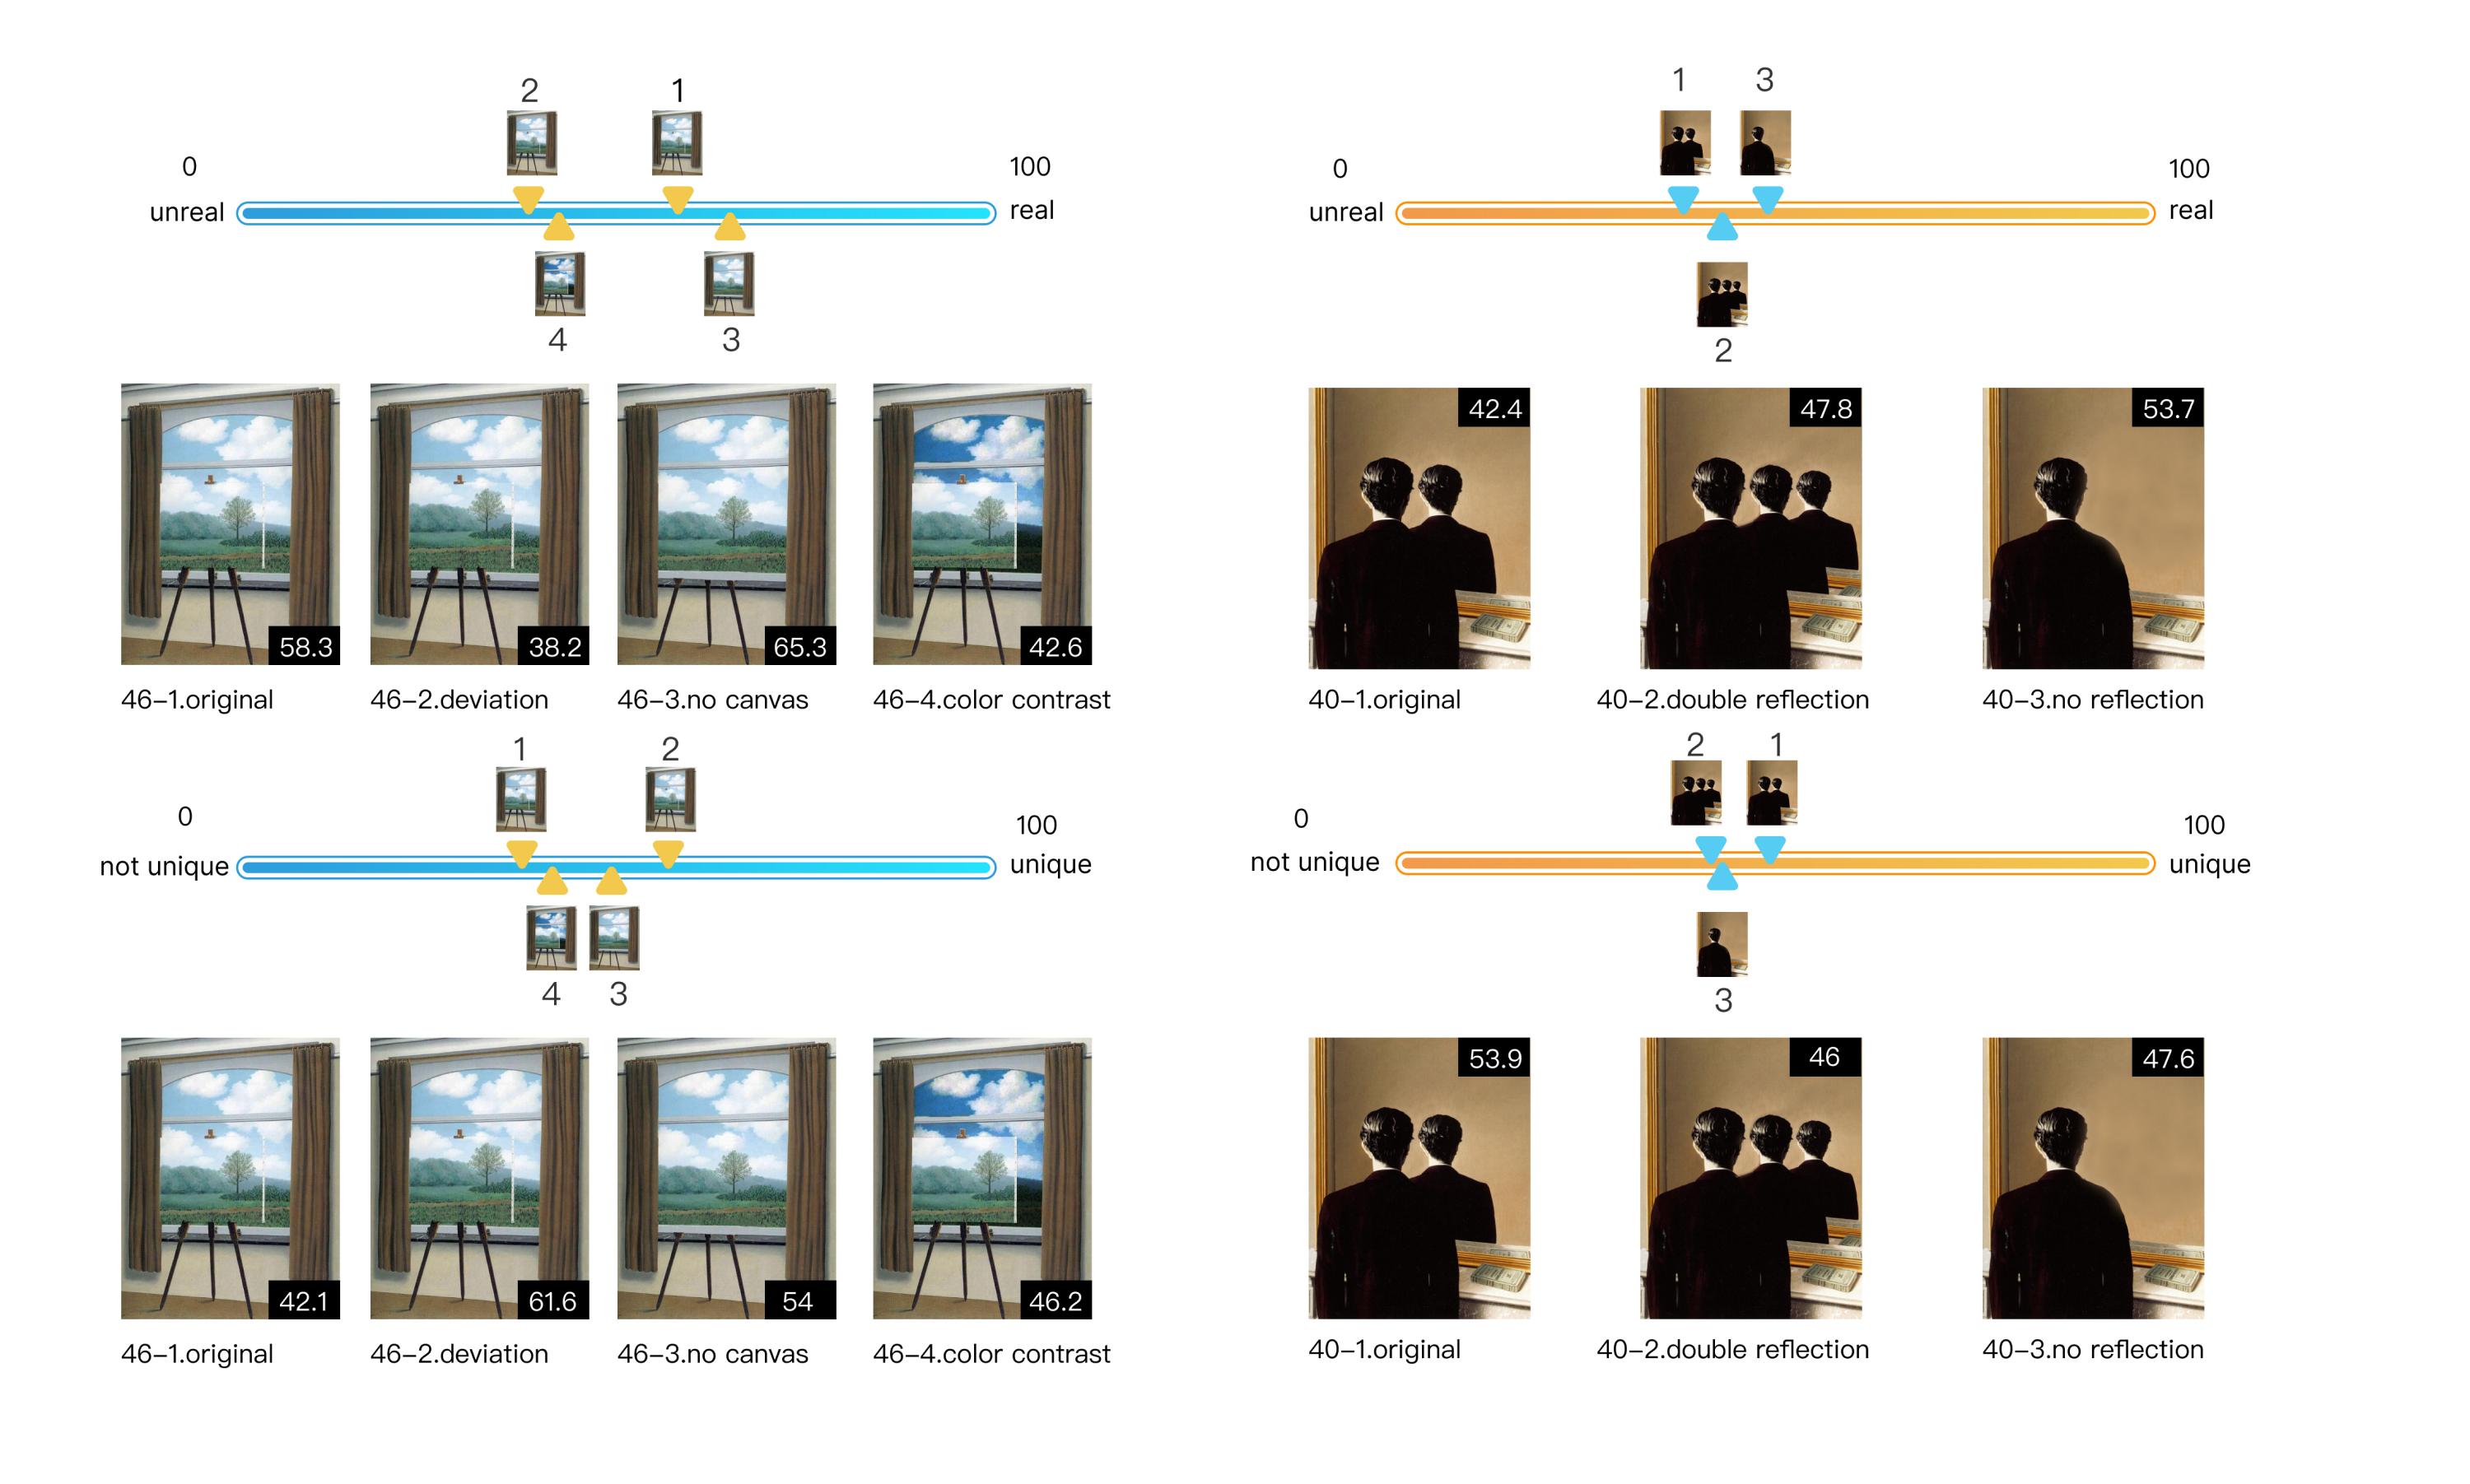 2 1
0 100
unreal real
4 3
58.3 38.2 65.3 42.6
46-1.original 46-2.deviation 46-3.no canvas 46-4.color contrast
1 2
0 100
not unique unique
4 3
42.1 61.6 54 46.2
46-1.original 46-2.deviation 46-3.no canvas 46-4.color contrast
1 3
0 100
unreal real
2
42.4 47.8 53.7
40-1.original 40-2.double reflection 40-3.no reflection
2 1
0 100
not unique unique
3
53.9 46 47.6
40-1.original 40-2.double reflection 40-3.no reflection